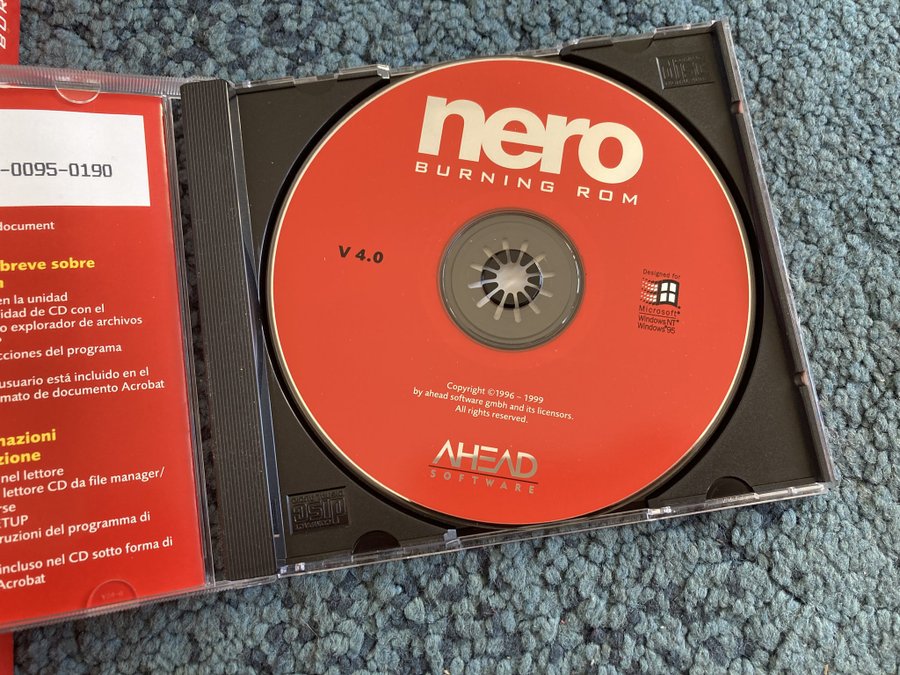 BUR
-0095-0190
document
breve sobre
en la unidad
idad de CD con el
o explorador de archivos
cciones del programa
usuario está incluido en el
rmato de documento Acrobat
mazioni
zione
nel lettore
lettore CD da file manager/
rse
ETUP
ruzioni del programma di
incluso nel CD sotto forma di
Acrobat
nero
BURNING ROM
V 4.0
Designed for
Microsoft®
Windows NT®
Windows®95
Copyright ©1996 – 1999
by ahead software gmbh and its licensors.
All rights reserved.
AHEAD
SOFTWARE